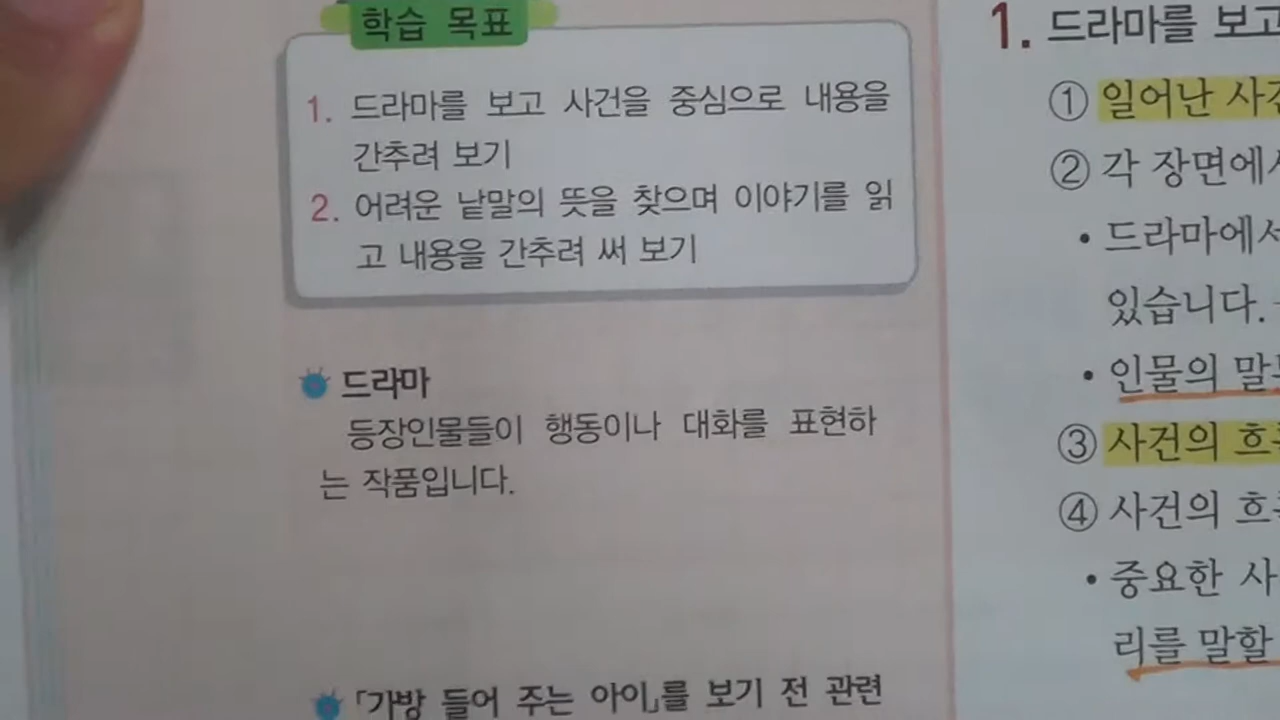 학습 목표
1. 드라마를 보고 사건을 중심으로 내용을
간추려 보기
2. 어려운 낱말의 뜻을 찾으며 이야기를 읽
고 내용을 간추려 써 보기
드라마
등장인물들이 행동이나 대화를 표현하
는 작품입니다.
「가방 들어 주는 아이」를 보기 전 관련
1. 드라마를 보고
① 일어난
② 각 장면에서
• 드라마에서
있습니다.
• 인물의
③ 사건의
④ 사건의
• 중요한
리를 말할